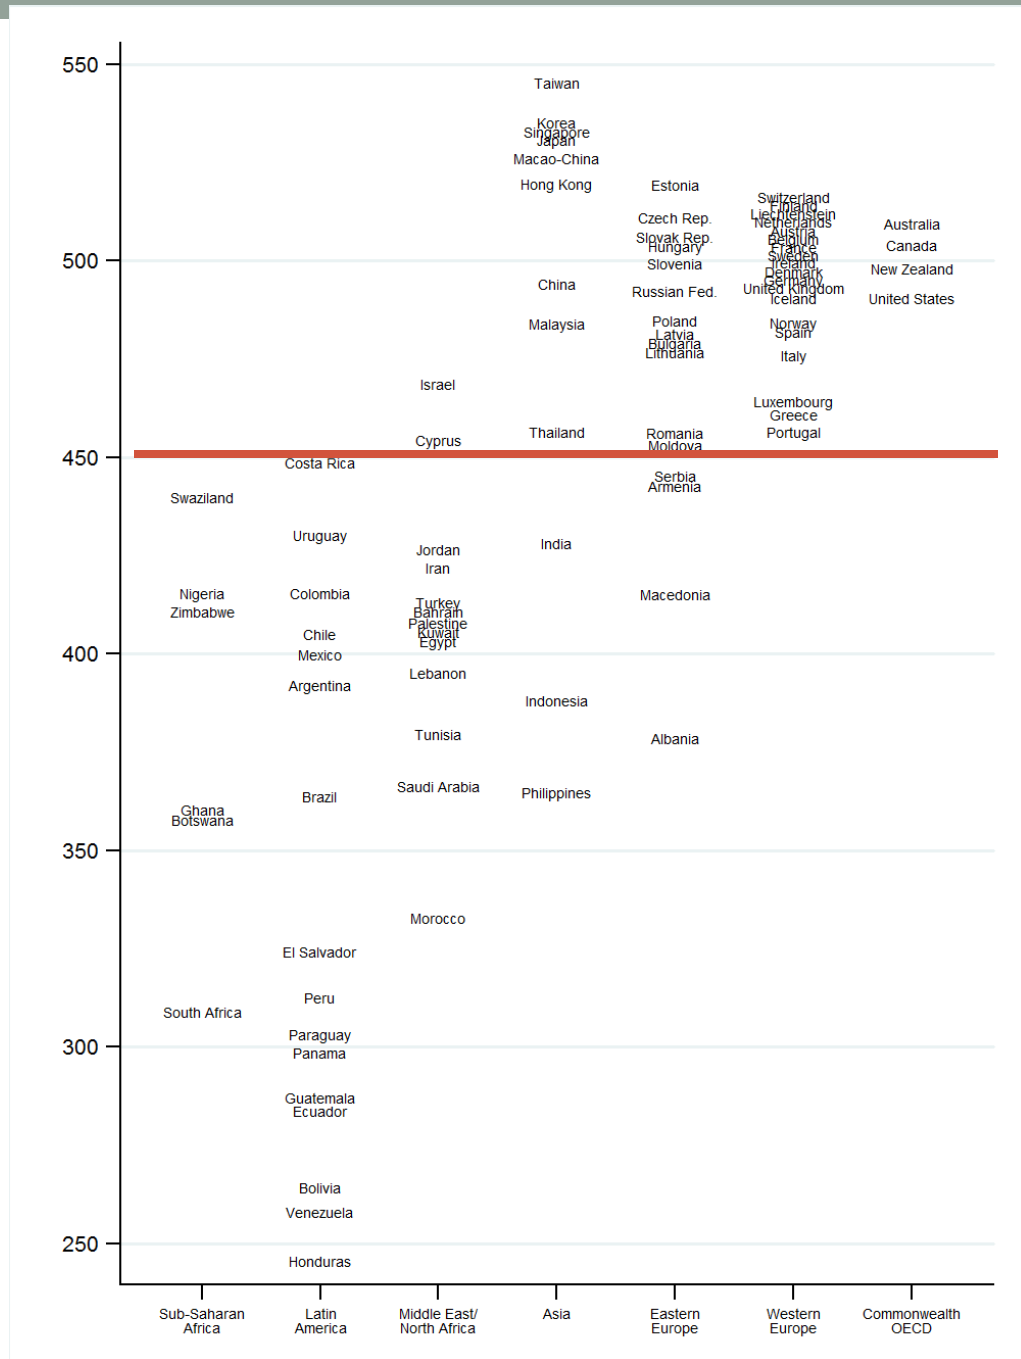 550
Taiwan
Korea
Singapore
Japan
Macao-China
Hong Kong
Estonia
Switzerland
Finland
Liechtenstein
Czech Rep.
Netherlands
Australia
Austria
Slovak Rep.
Belgium
Hungary
France
Canada
Sweden
500
Ireland
Slovenia
New Zealand
Denmark
Germany
China
United Kingdom
Russian Fed.
Iceland
United States
Poland
Norway
Malaysia
Spain
Latvia
Bulgaria
Lithuania
Italy
Israel
Luxembourg
Greece
Thailand
Romania
Portugal
Cyprus
Moldova
450
Costa Rica
Serbia
Armenia
Swaziland
Uruguay
India
Jordan
Iran
Nigeria
Colombia
Macedonia
Turkey
Zimbabwe
Bahrain
Palestine
Kuwait
Chile
Egypt
400
Mexico
Lebanon
Argentina
Indonesia
Tunisia
Albania
Saudi Arabia
Philippines
Brazil
Ghana
Botswana
350
Morocco
El Salvador
Peru
South Africa
Paraguay
300
Panama
Guatemala
Ecuador
Bolivia
Venezuela
250
Honduras
Sub-Saharan
Africa
Latin
America
Middle East/
North Africa
Asia
Eastern
Europe
Western
Europe
Commonwealth
OECD